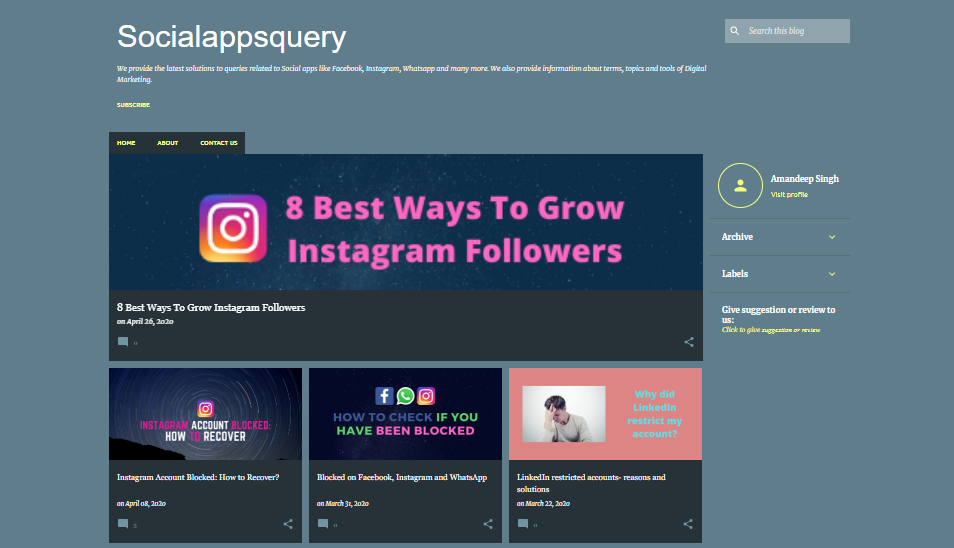 Socialappsquery
Search this blog
We provide the latest solutions to queries related to Social apps like Facebook, Instagram, Whatsapp and many more. We also provide information about terms, topics and tools of Digital
Marketing.
SUBSCRIBE
HOME ABOUT CONTACT US
8 Best Ways To Grow
Instagram Followers
8 Best Ways To Grow Instagram Followers
on April 26, 2020
0
Amandeep Singh
Visit profile
Archive
Labels
Give suggestion or review to
us:
Click to give suggestion or review
INSTAGRAM ACCOUNT BLOCKED:
HOW TO RECOVER
Instagram Account Blocked: How to Recover?
on April 08, 2020
5
HOW TO CHECK IF YOU
HAVE BEEN BLOCKED
Blocked on Facebook, Instagram and WhatsApp
on March 31, 2020
0
Why did
Linkedin
restrict my
account?
LinkedIn restricted accounts- reasons and
solutions
on March 22, 2020
0